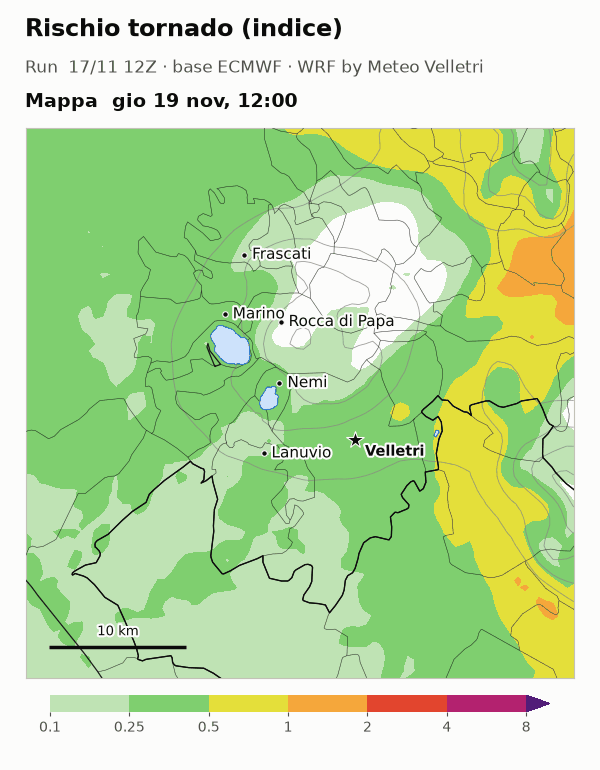 Rischio tornado (indice)
Run  17/11 12Z · base ECMWF · WRF by Meteo Velletri
Mappa  gio 19 nov, 12:00
Frascati
Marino
Rocca di Papa
Nemi
Velletri
Lanuvio
10 km
0.1 0.25 0.5 1 2 4 8